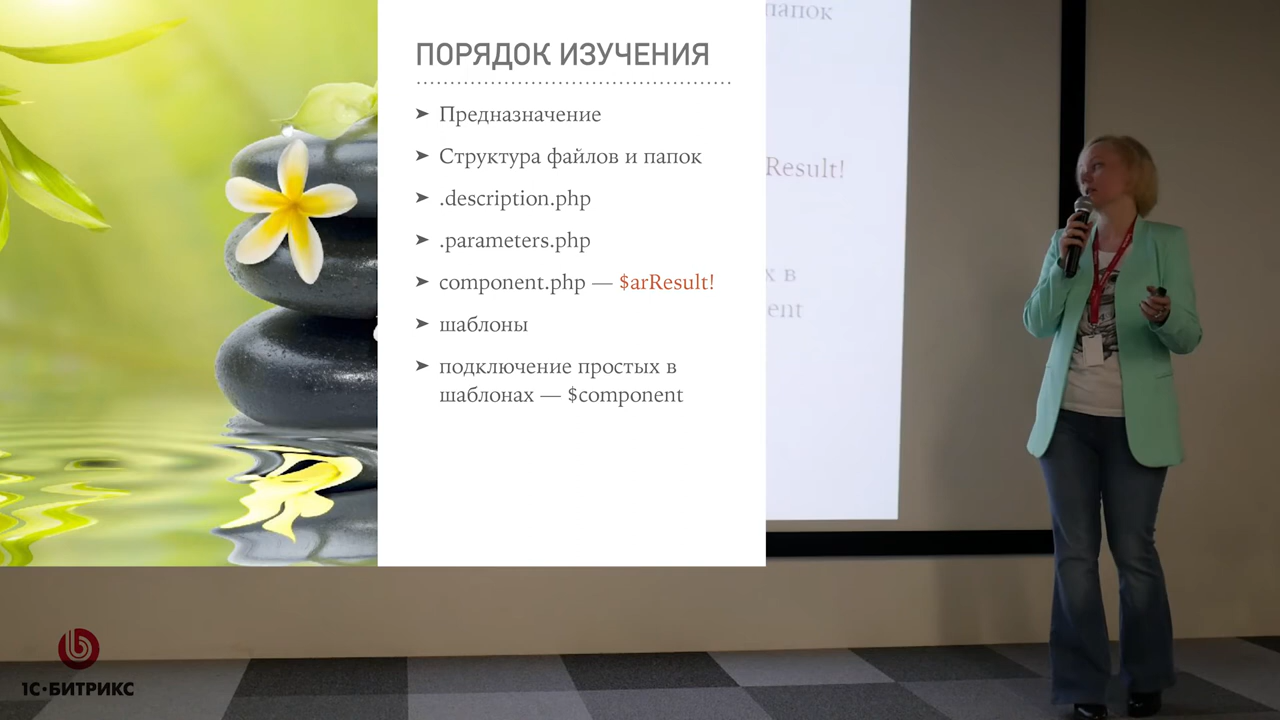 ПОРЯДОК ИЗУЧЕНИЯ
Предназначение
Структура файлов и папок
.description.php
.parameters.php
component.php — $arResult!
шаблоны
подключение простых в
шаблонах — $component
папок
Result!
х в
ent
1С·БИТРИКС